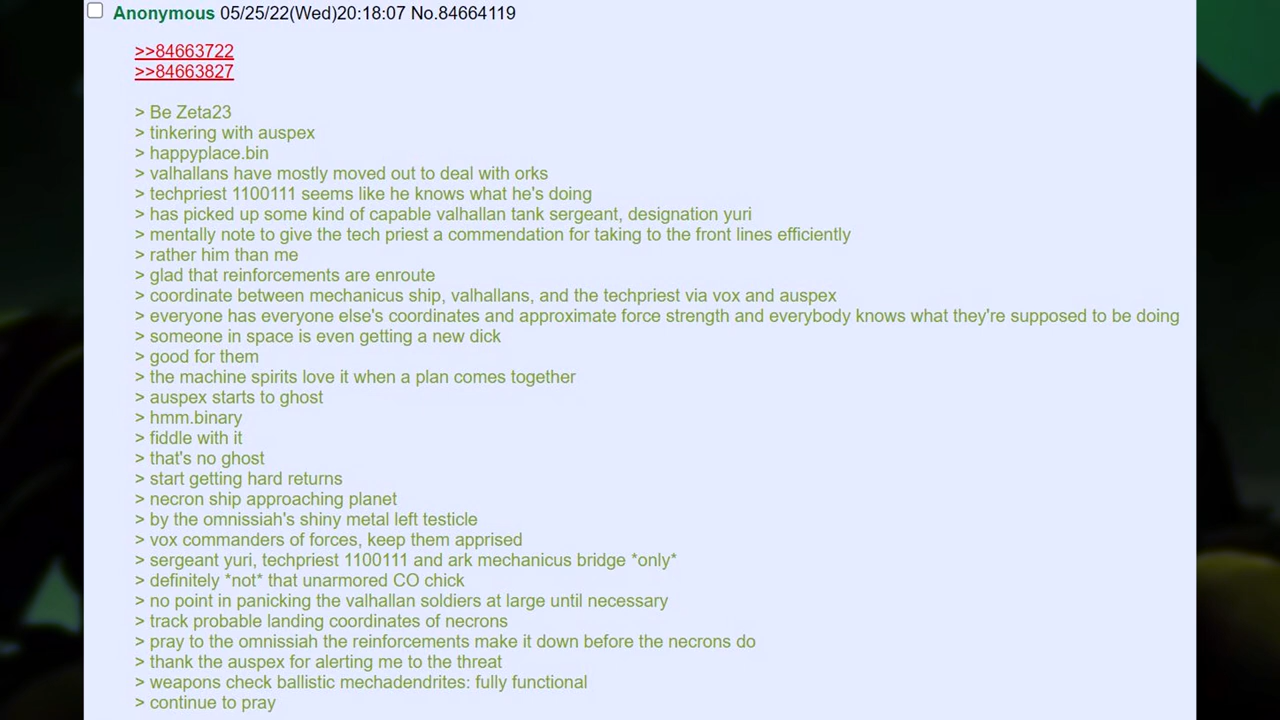 Anonymous 05/25/22(Wed)20:18:07 No.84664119
>>84663722
>>84663827
> Be Zeta23
> tinkering with auspex
> happyplace.bin
> valhallans have mostly moved out to deal with orks
> techpriest 1100111 seems like he knows what he's doing
> has picked up some kind of capable valhallan tank sergeant, designation yuri
> mentally note to give the tech priest a commendation for taking to the front lines efficiently
> rather him than me
> glad that reinforcements are enroute
> coordinate between mechanicus ship, valhallans, and the techpriest via vox and auspex
> everyone has everyone else's coordinates and approximate force strength and everybody knows what they're supposed to be doing
> someone in space is even getting a new dick
> good for them
> the machine spirits love it when a plan comes together
> auspex starts to ghost
> hmm.binary
> fiddle with it
> that's no ghost
> start getting hard returns
> necron ship approaching planet
> by the omnissiah's shiny metal left testicle
> vox commanders of forces, keep them apprised
> sergeant yuri, techpriest 1100111 and ark mechanicus bridge *only*
> definitely *not* that unarmored CO chick
> no point in panicking the valhallan soldiers at large until necessary
> track probable landing coordinates of necrons
> pray to the omnissiah the reinforcements make it down before the necrons do
> thank the auspex for alerting me to the threat
> weapons check ballistic mechadendrites: fully functional
> continue to pray